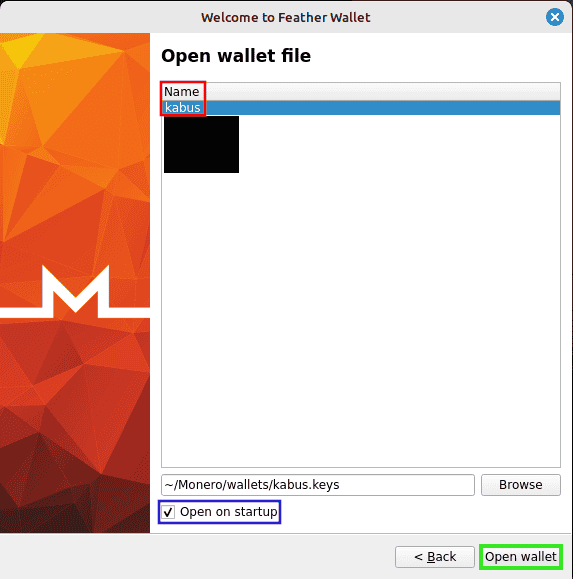 Welcome to Feather Wallet
Open wallet file
Name
kabus
~/Monero/wallets/kabus.keys
Browse
Open on startup
< Back
Open wallet